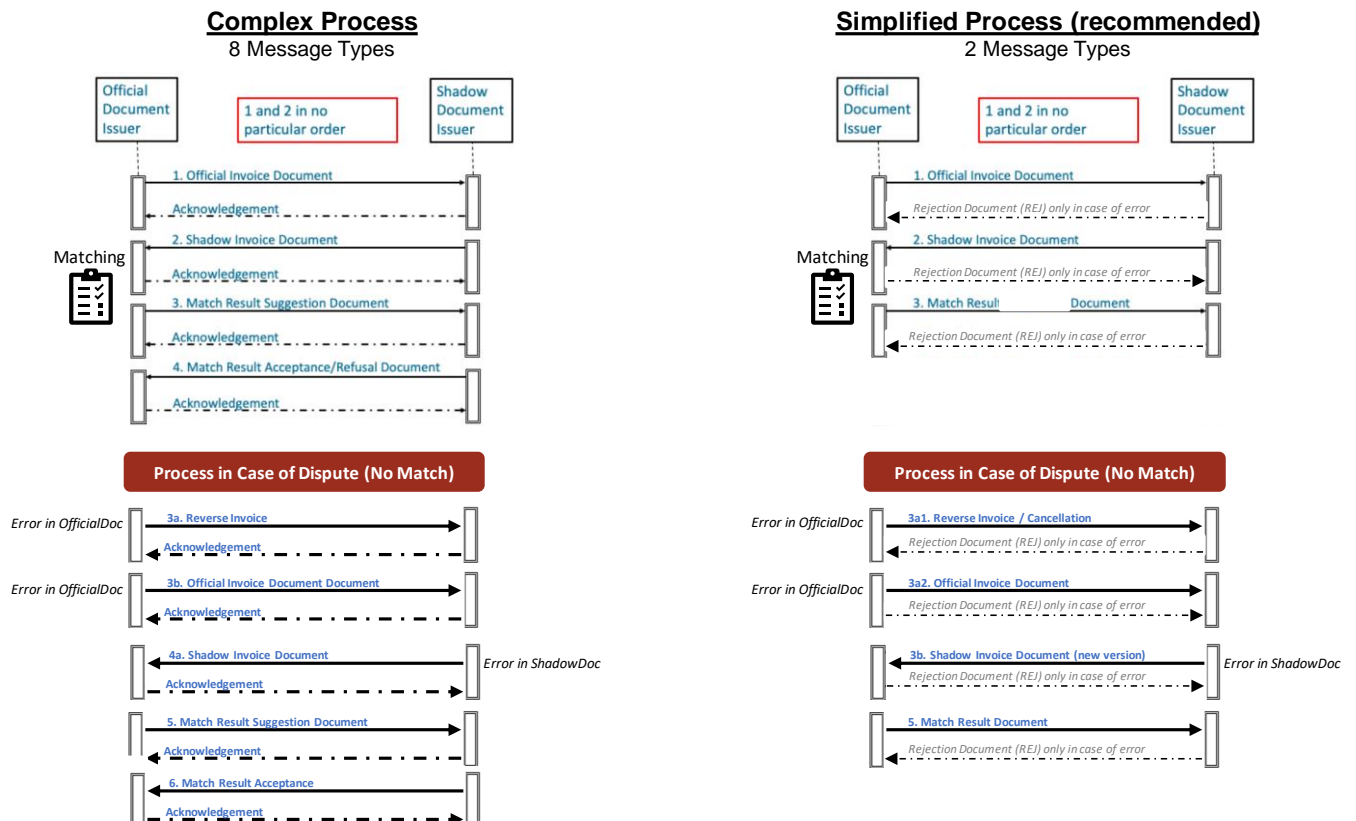 Complex Process
8 Message Types
Official
Document
Issuer
1 and 2 in no
particular order
Shadow
Document
Issuer
1. Official Invoice Document
Acknowledgement
2. Shadow Invoice Document
Matching
Acknowledgement
3. Match Result Suggestion Document
Acknowledgement
4. Match Result Acceptance/Refusal Document
Acknowledgement
Process in Case of Dispute (No Match)
Error in OfficialDoc
3a. Reverse Invoice
Acknowledgement
Error in OfficialDoc
3b. Official Invoice Document Document
Acknowledgement
4a. Shadow Invoice Document
Error in ShadowDoc
Acknowledgement
5. Match Result Suggestion Document
Acknowledgement
6. Match Result Acceptance
Acknowledgement
Simplified Process (recommended)
2 Message Types
Official
Document
Issuer
1 and 2 in no
particular order
Shadow
Document
Issuer
1. Official Invoice Document
Rejection Document (REJ) only in case of error
2. Shadow Invoice Document
Matching
Rejection Document (REJ) only in case of error
3. Match Result Document
Rejection Document (REJ) only in case of error
Process in Case of Dispute (No Match)
Error in OfficialDoc
3a1. Reverse Invoice / Cancellation
Rejection Document (REJ) only in case of error
Error in OfficialDoc
3a2. Official Invoice Document
Rejection Document (REJ) only in case of error
3b. Shadow Invoice Document (new version)
Error in ShadowDoc
Rejection Document (REJ) only in case of error
5. Match Result Document
Rejection Document (REJ) only in case of error